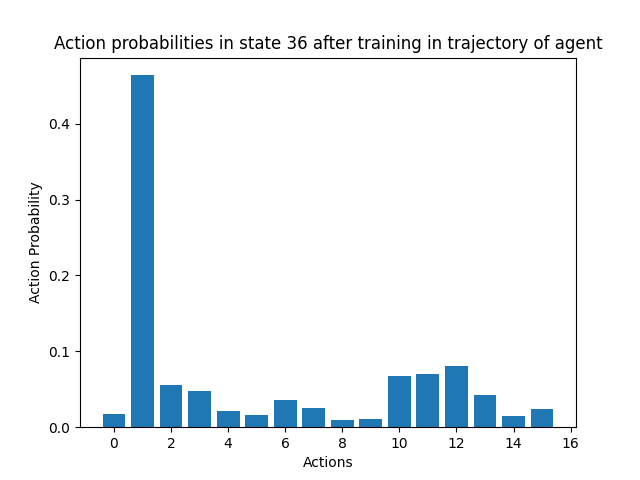 Action probabilities in state 36 after training in trajectory of agent
Action Probability
0.4
0.3
0.2
0.1
0.0
0 2 4 6 8 10 12 14 16
Actions